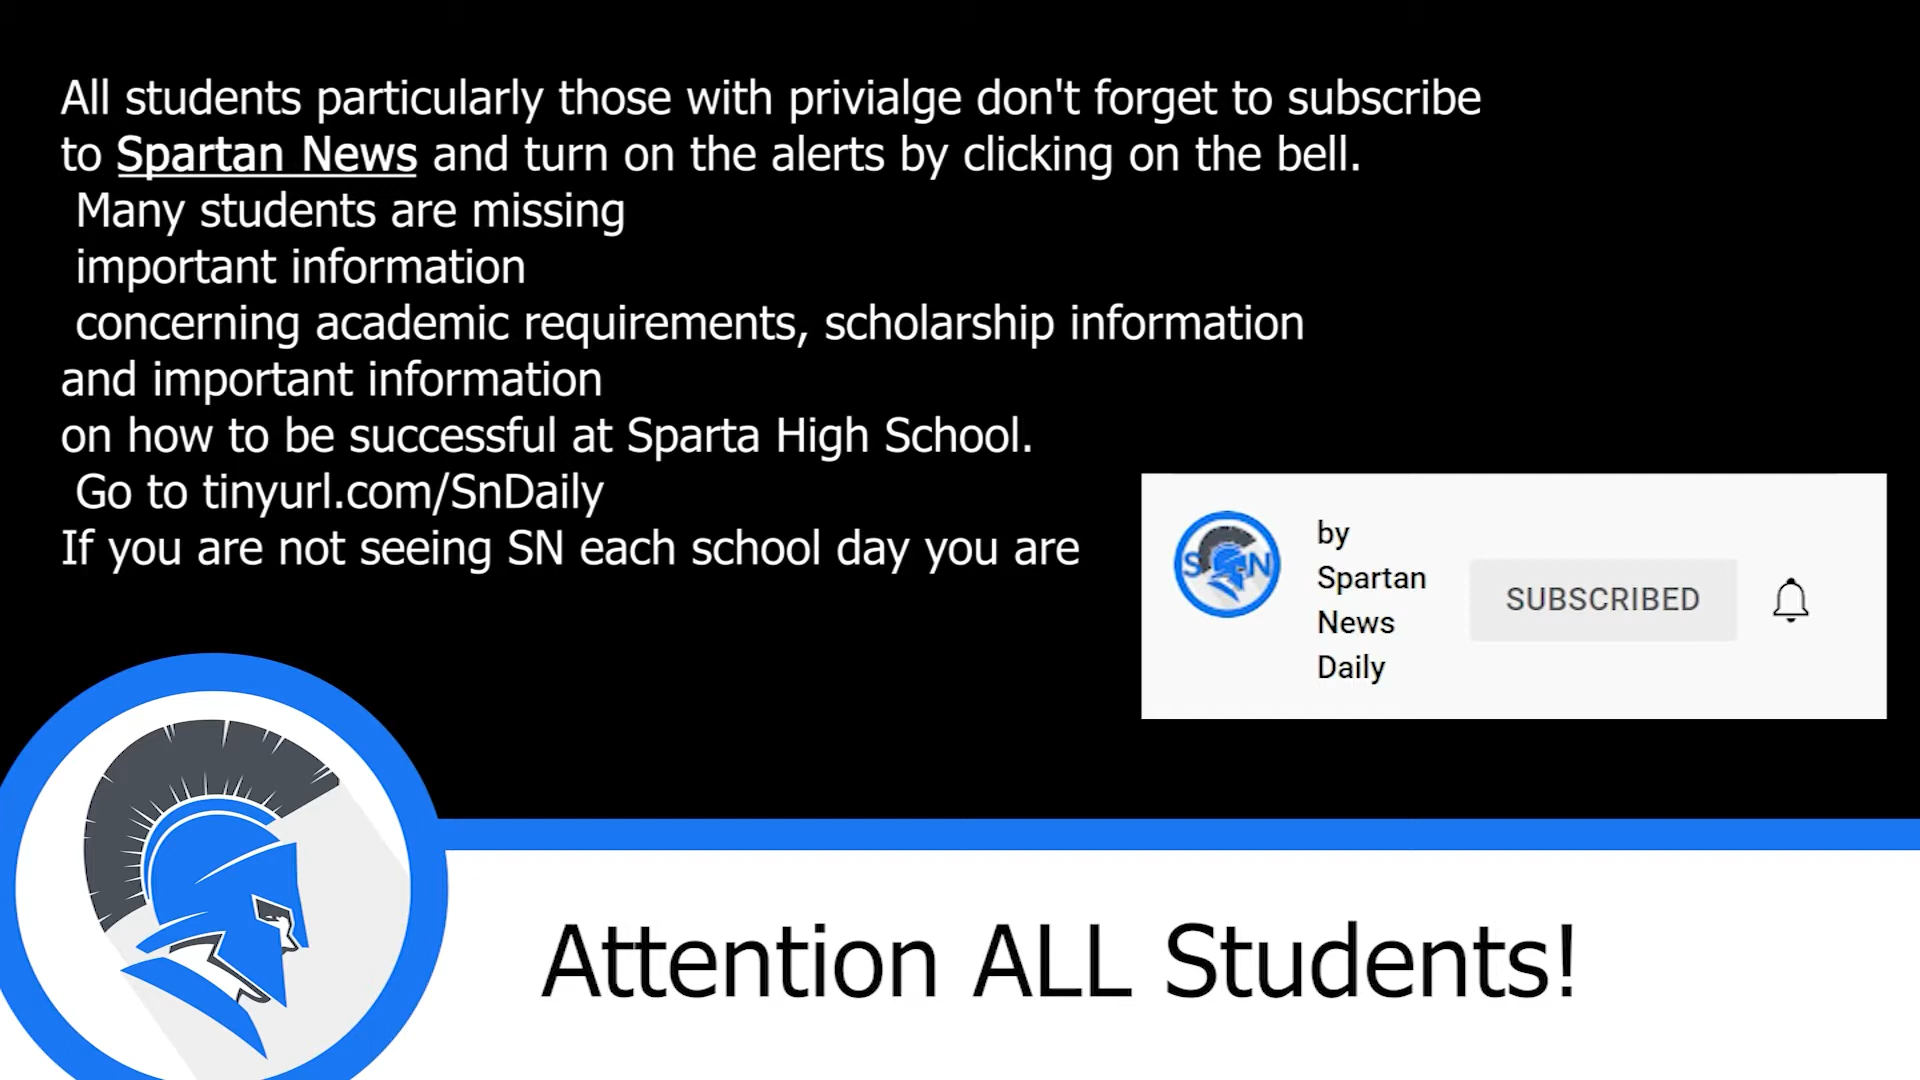 All students particularly those with privialge don't forget to subscribe
to Spartan News and turn on the alerts by clicking on the bell.
Many students are missing
important information
concerning academic requirements, scholarship information
and important information
on how to be successful at Sparta High School.
Go to tinyurl.com/SnDaily
If you are not seeing SN each school day you are
S N
by
Spartan
News
Daily
SUBSCRIBED
Attention ALL Students!